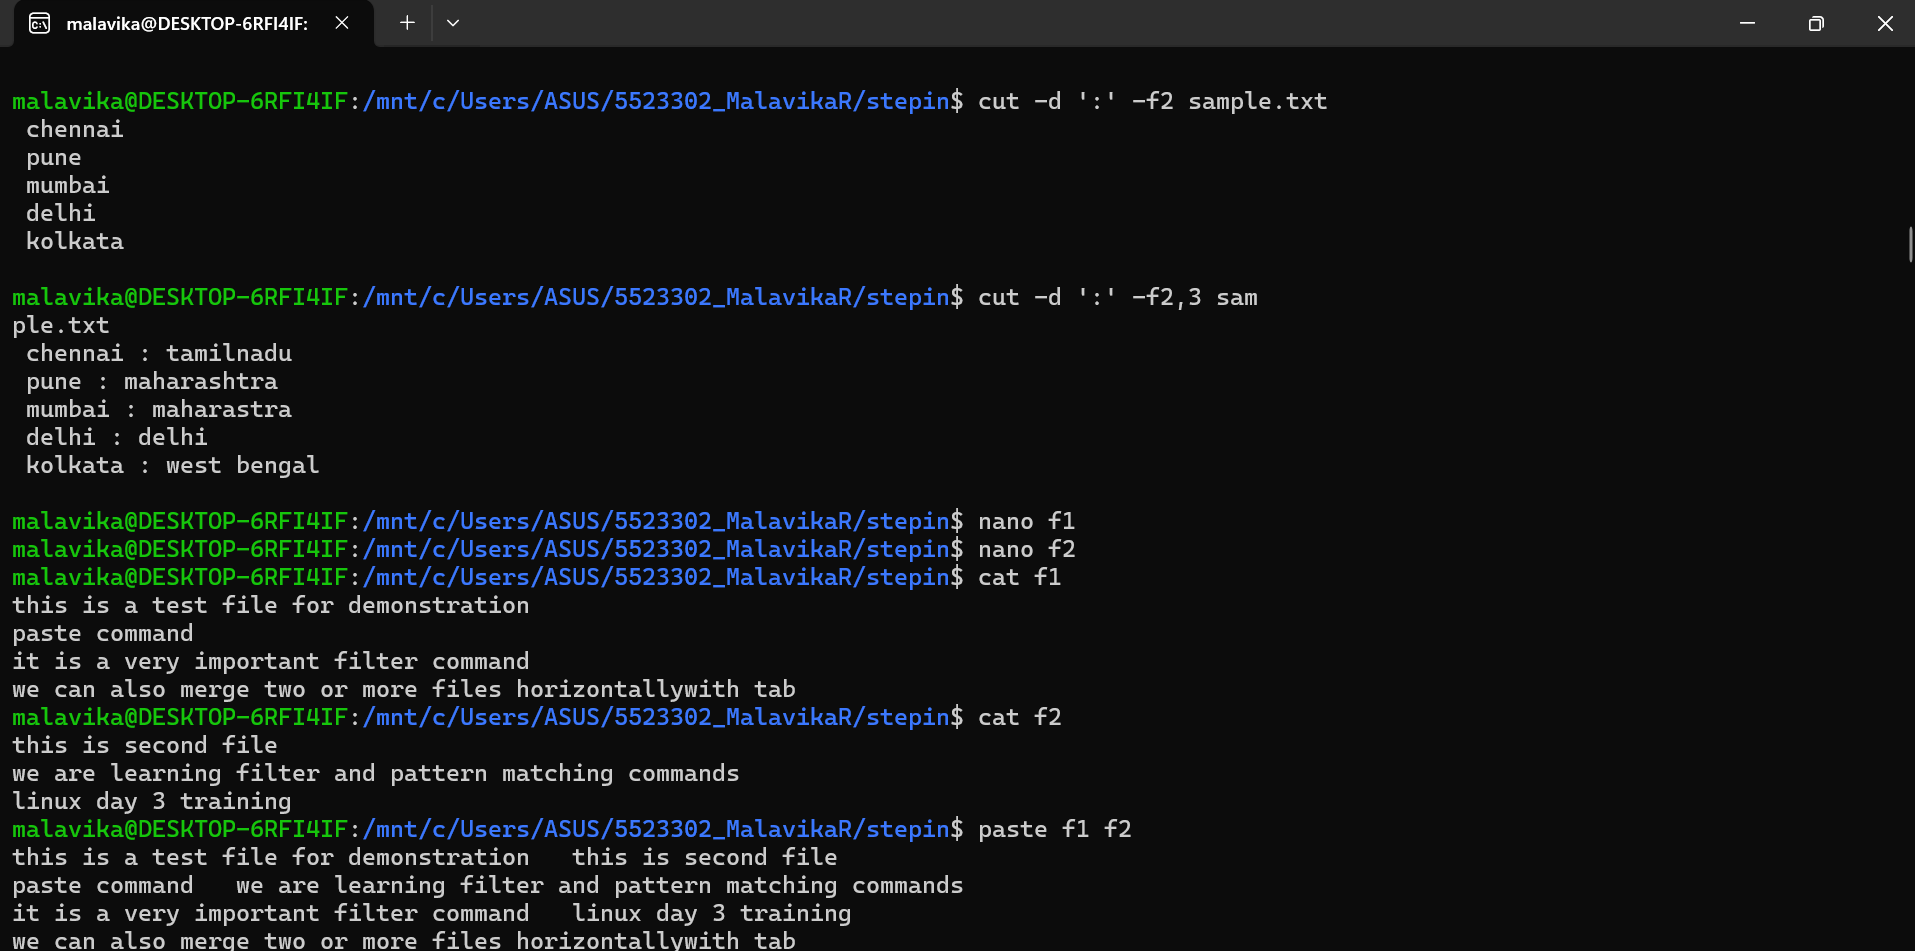 malavika@DESKTOP-6RFI4IF:
malavika@DESKTOP-6RFI4IF:/mnt/c/Users/ASUS/5523302_MalavikaR/stepin$ cut -d ':' -f2 sample.txt
 chennai
 pune
 mumbai
 delhi
 kolkata
malavika@DESKTOP-6RFI4IF:/mnt/c/Users/ASUS/5523302_MalavikaR/stepin$ cut -d ':' -f2,3 sam
ple.txt
 chennai : tamilnadu
 pune : maharashtra
 mumbai : maharastra
 delhi : delhi
 kolkata : west bengal
malavika@DESKTOP-6RFI4IF:/mnt/c/Users/ASUS/5523302_MalavikaR/stepin$ nano f1
malavika@DESKTOP-6RFI4IF:/mnt/c/Users/ASUS/5523302_MalavikaR/stepin$ nano f2
malavika@DESKTOP-6RFI4IF:/mnt/c/Users/ASUS/5523302_MalavikaR/stepin$ cat f1
this is a test file for demonstration
paste command
it is a very important filter command
we can also merge two or more files horizontallywith tab
malavika@DESKTOP-6RFI4IF:/mnt/c/Users/ASUS/5523302_MalavikaR/stepin$ cat f2
this is second file
we are learning filter and pattern matching commands
linux day 3 training
malavika@DESKTOP-6RFI4IF:/mnt/c/Users/ASUS/5523302_MalavikaR/stepin$ paste f1 f2
this is a test file for demonstration   this is second file
paste command   we are learning filter and pattern matching commands
it is a very important filter command   linux day 3 training
we can also merge two or more files horizontallywith tab